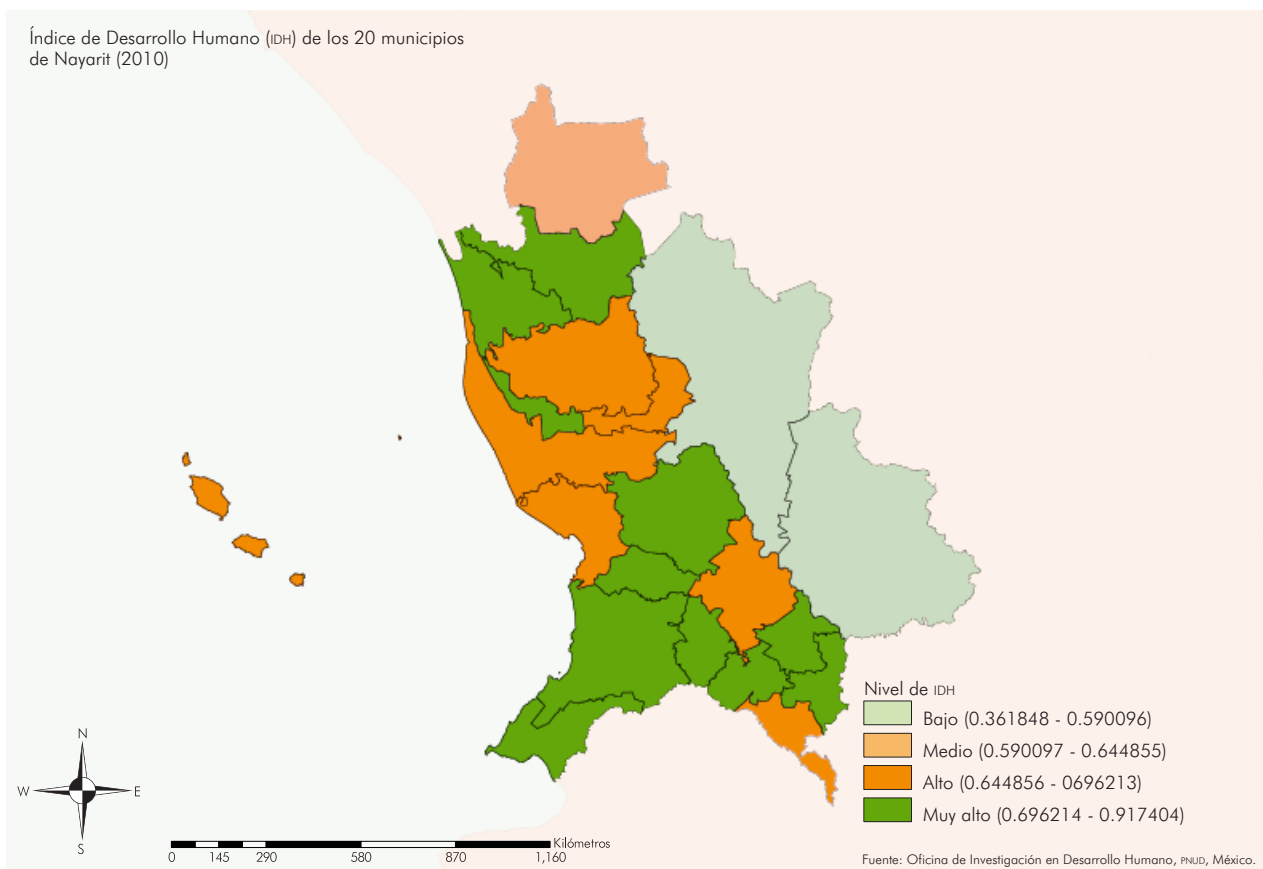 Índice de Desarrollo Humano (IDH) de los 20 municipios
de Nayarit (2010)
Nivel de IDH
Bajo (0.361848 - 0.590096)
Medio (0.590097 - 0.644855)
Alto (0.644856 - 0696213)
Muy alto (0.696214 - 0.917404)
N
W E
S
Kilómetros
0 145 290 580 870 1,160
Fuente: Oficina de Investigación en Desarrollo Humano, PNUD, México.